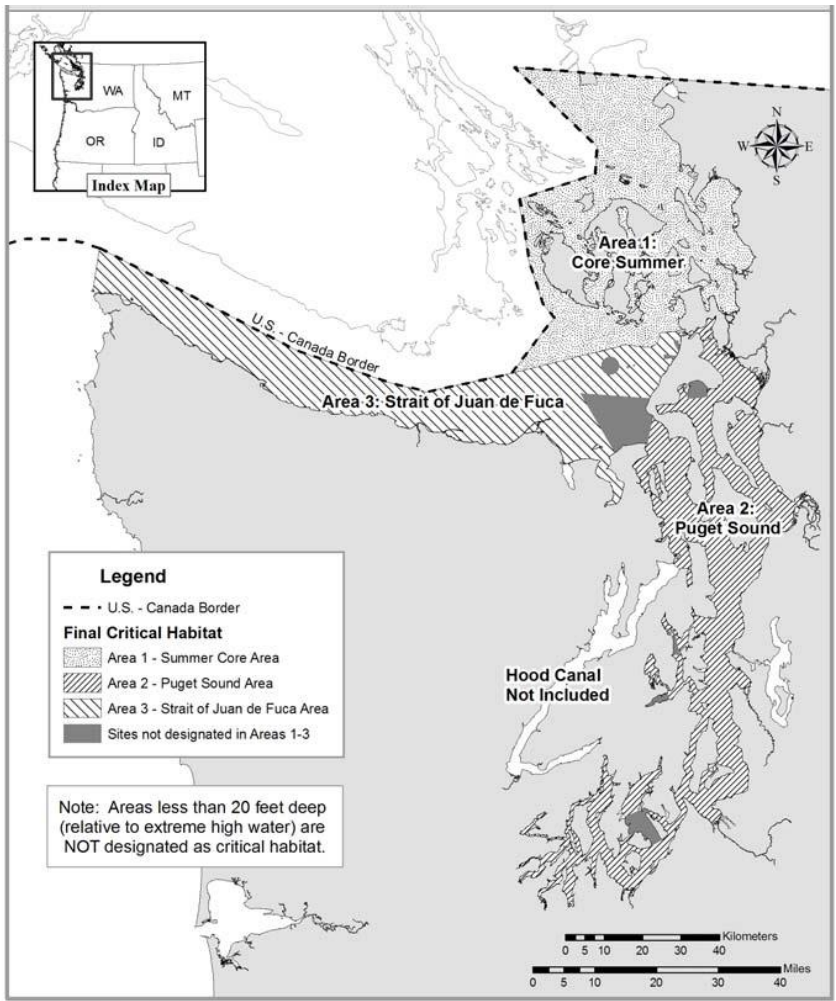 WA
MT
OR
ID
Index Map
N
W E
S
Area 1:
Core Summer
U.S. - Canada Border
Area 3: Strait of Juan de Fuca
Area 2:
Puget Sound
Legend
U.S. - Canada Border
Final Critical Habitat
Area 1 - Summer Core Area
Area 2 - Puget Sound Area
Area 3 - Strait of Juan de Fuca Area
Sites not designated in Areas 1-3
Hood Canal
Not Included
Note: Areas less than 20 feet deep
(relative to extreme high water) are
NOT designated as critical habitat.
Kilometers
0 5 10 20 30 40
Miles
0 5 10 20 30 40